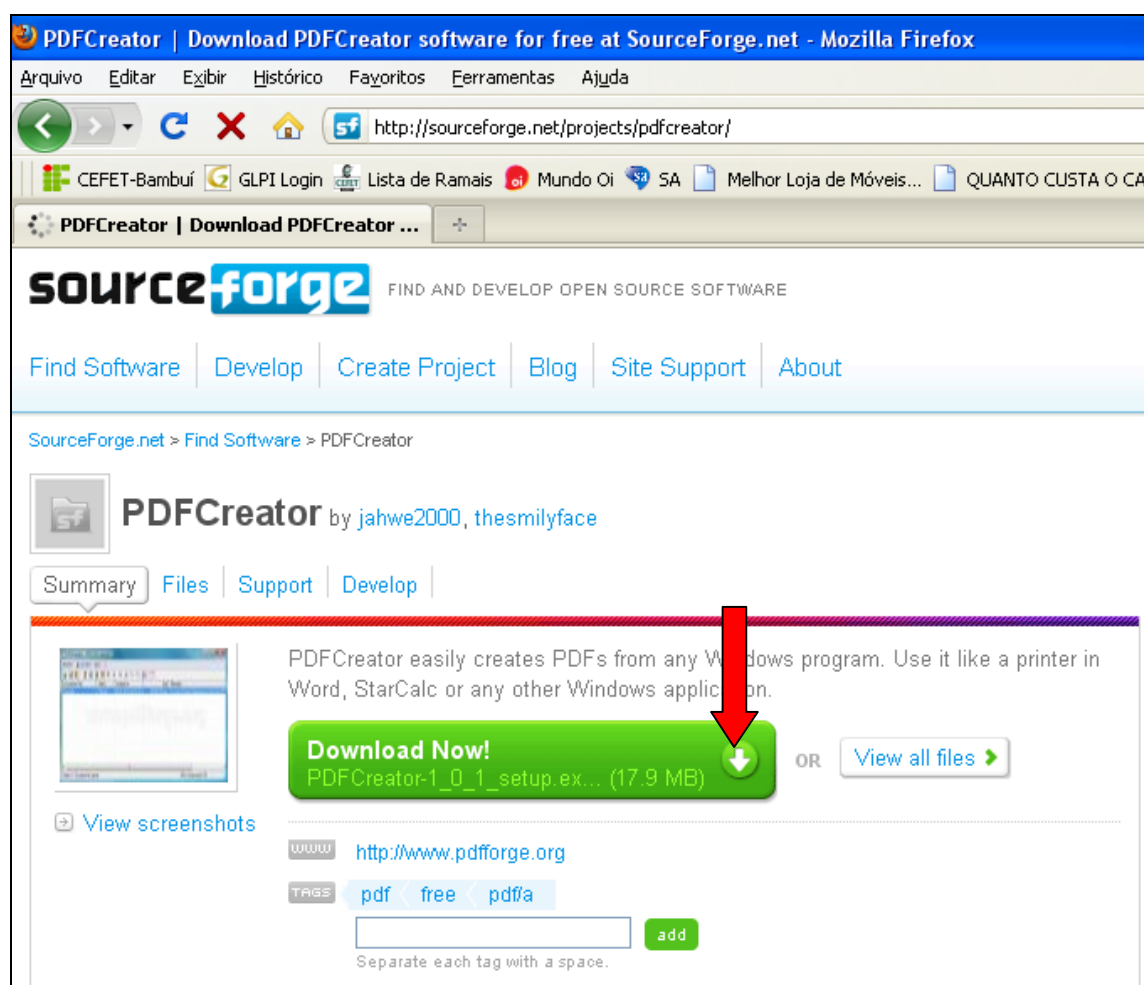 PDFCreator | Download PDFCreator software for free at SourceForge.net - Mozilla Firefox
Arquivo Editar Exibir Histórico Favoritos Ferramentas Ajuda
sf http://sourceforge.net/projects/pdfcreator/
CEFET-Bambuí GLPI Login Lista de Ramais Mundo Oi SA Melhor Loja de Móveis... QUANTO CUSTA O CA
PDFCreator | Download PDFCreator ...
sourceforge FIND AND DEVELOP OPEN SOURCE SOFTWARE
Find Software Develop Create Project Blog Site Support About
SourceForge.net > Find Software > PDFCreator
sf PDFCreator by jahwe2000, thesmilyface
Summary Files Support Develop
PDFCreator easily creates PDFs from any W dows program. Use it like a printer in
Word, StarCalc or any other Windows applic on.
Download Now!
PDFCreator-1_0_1_setup.ex... (17.9 MB)
OR View all files
View screenshots
www http://www.pdfforge.org
TAGS pdf free pdf/a
add
Separate each tag with a space.